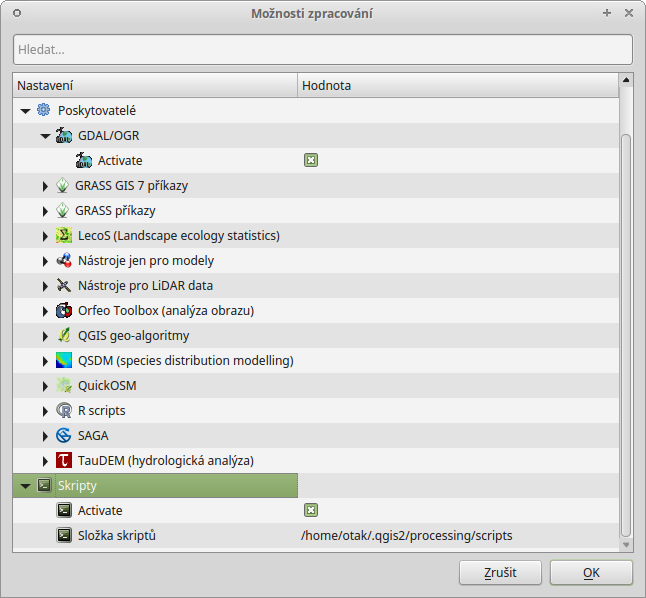 Možnosti zpracování
Hledat...
Nastavení Hodnota
Poskytovatelé
GDAL/OGR
Activate
GRASS GIS 7 příkazy
GRASS příkazy
LecoS (Landscape ecology statistics)
Nástroje jen pro modely
Nástroje pro LiDAR data
Orfeo Toolbox (analýza obrazu)
QGIS geo-algoritmy
QSDM (species distribution modelling)
QuickOSM
R scripts
SAGA
TauDEM (hydrologická analýza)
Skripty
Activate
Složka skriptů /home/otak/.qgis2/processing/scripts
Zrušit OK